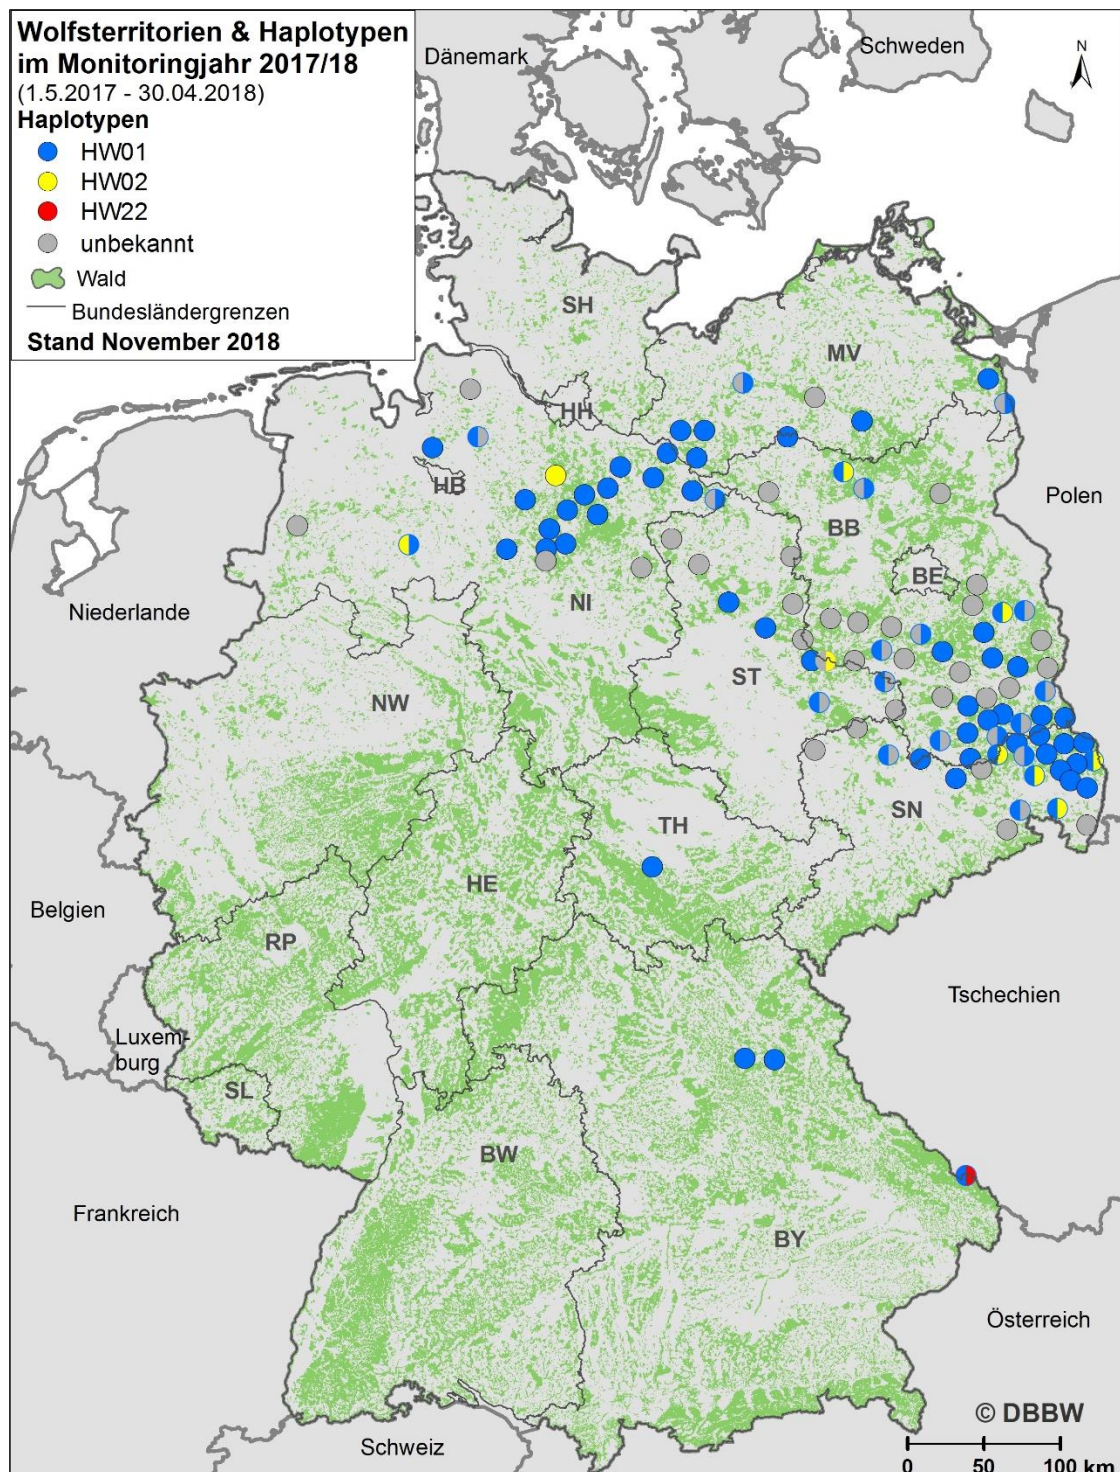 Wolfsterritorien & Haplotypen
im Monitoringjahr 2017/18
(1.5.2017 - 30.04.2018)
Haplotypen
HW01
HW02
HW22
unbekannt
Wald
Bundesländergrenzen
Stand November 2018
Dänemark
Schweden
N
SH
MV
HH
HB
Polen
BB
BE
Niederlande
NI
ST
NW
SN
TH
HE
Belgien
RP
Tschechien
Luxem-
burg
SL
BW
Frankreich
BY
Österreich
© DBBW
Schweiz
0 50 100 km